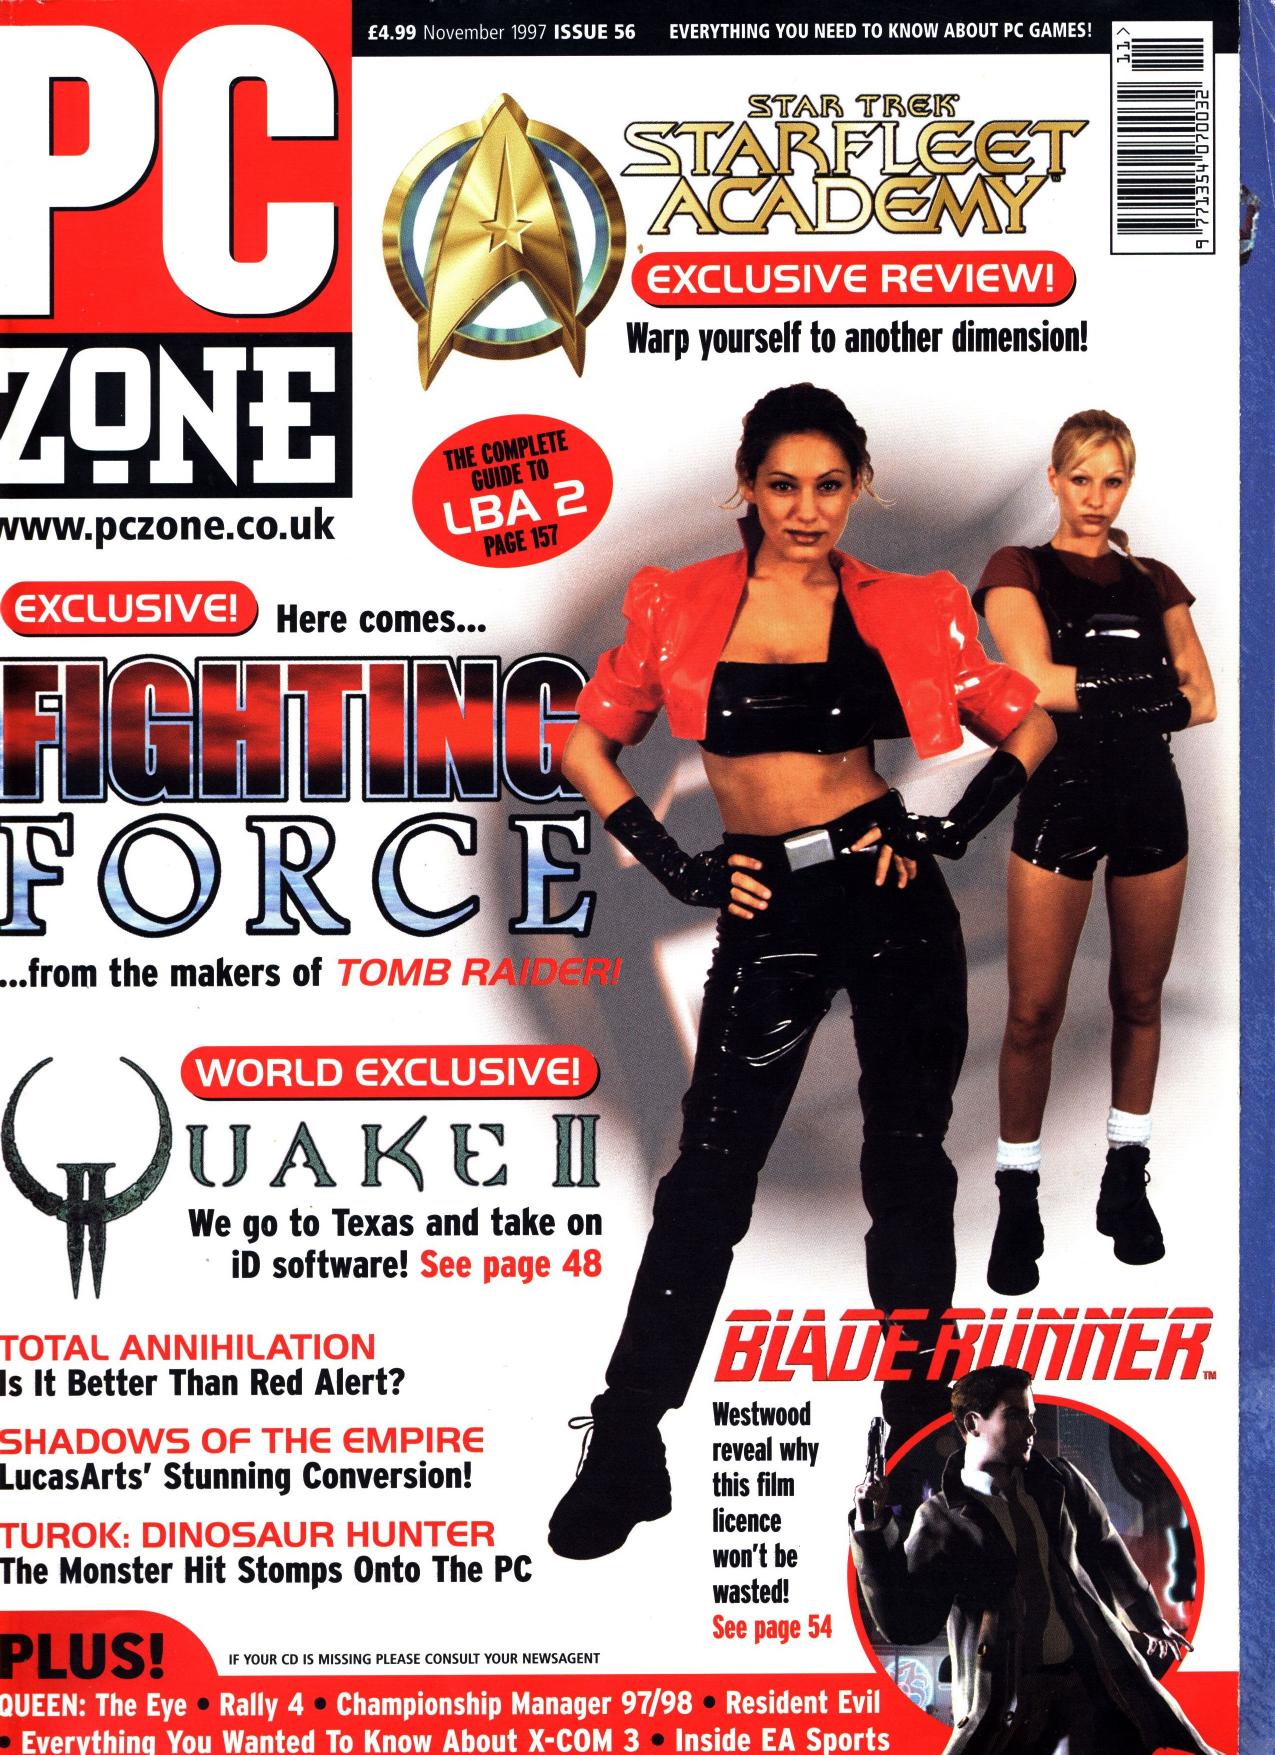 £4.99 November 1997 ISSUE 56 EVERYTHING YOU NEED TO KNOW ABOUT PC GAMES!
PC
ZONE
www.pczone.co.uk
11>
9 771354 070032
STAR TREK
STARFLEET
ACADEMY™
EXCLUSIVE REVIEW!
Warp yourself to another dimension!
THE COMPLETE
GUIDE TO
LBA 2
PAGE 157
EXCLUSIVE! Here comes...
FIGHTING
FORCE
...from the makers of TOMB RAIDER!
WORLD EXCLUSIVE!
QUAKE II
We go to Texas and take on
iD software! See page 48
TOTAL ANNIHILATION
Is It Better Than Red Alert?
SHADOWS OF THE EMPIRE
LucasArts' Stunning Conversion!
TUROK: DINOSAUR HUNTER
The Monster Hit Stomps Onto The PC
BLADE RUNNER™
Westwood
reveal why
this film
licence
won't be
wasted!
See page 54
PLUS!
IF YOUR CD IS MISSING PLEASE CONSULT YOUR NEWSAGENT
QUEEN: The Eye • Rally 4 • Championship Manager 97/98 • Resident Evil
• Everything You Wanted To Know About X-COM 3 • Inside EA Sports